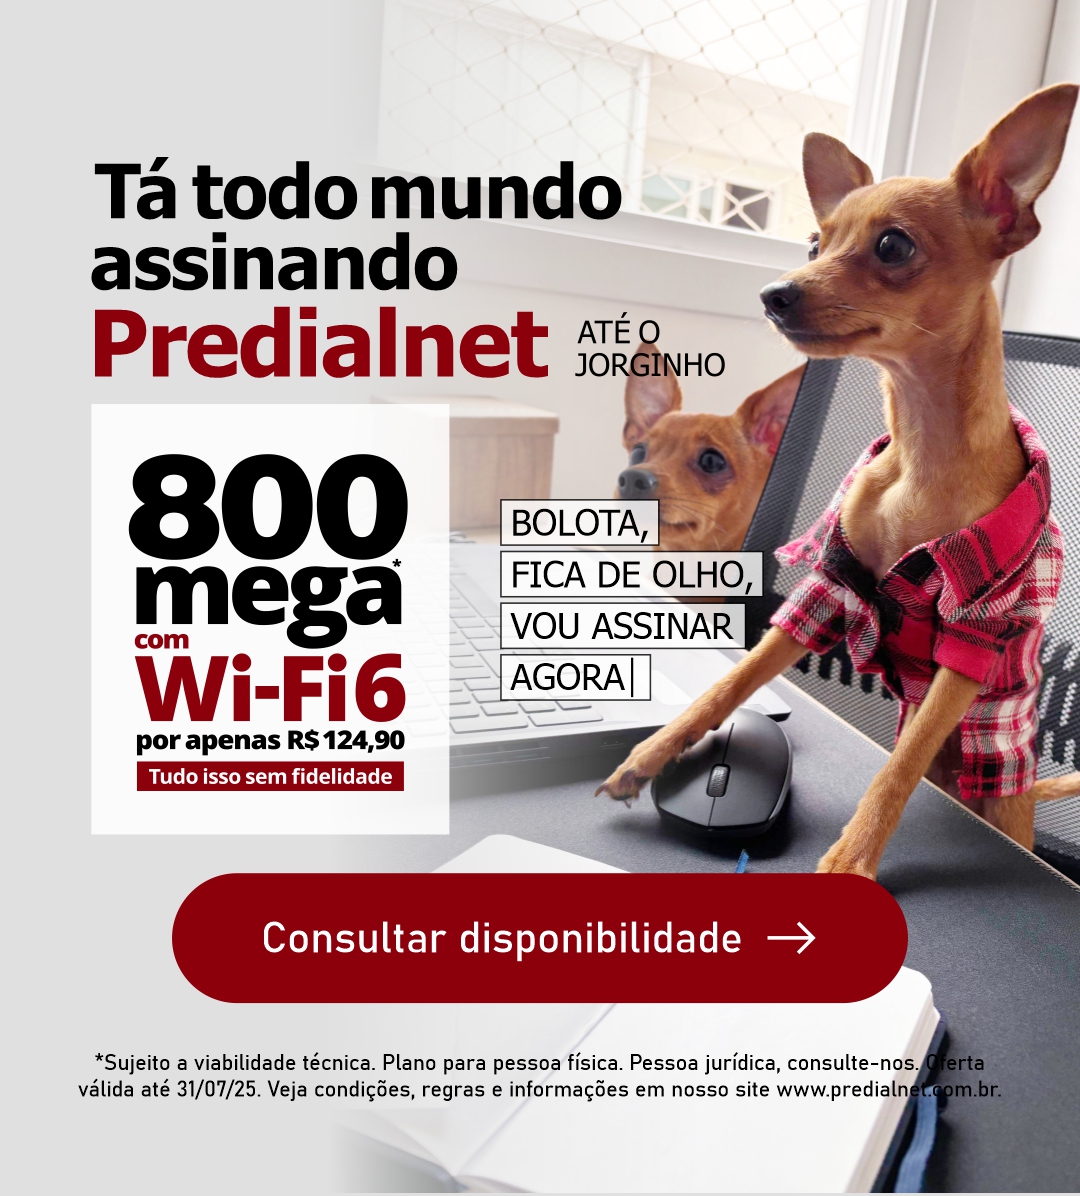 Tá todo mundo
assinando
Predialnet
ATÉ O
JORGINHO
800
mega*
com
Wi-Fi 6
por apenas R$ 124,90
Tudo isso sem fidelidade
BOLOTA,
FICA DE OLHO,
VOU ASSINAR
AGORA|
Consultar disponibilidade →
*Sujeito a viabilidade técnica. Plano para pessoa física. Pessoa jurídica, consulte-nos. Oferta
válida até 31/07/25. Veja condições, regras e informações em nosso site www.predialnet.com.br.